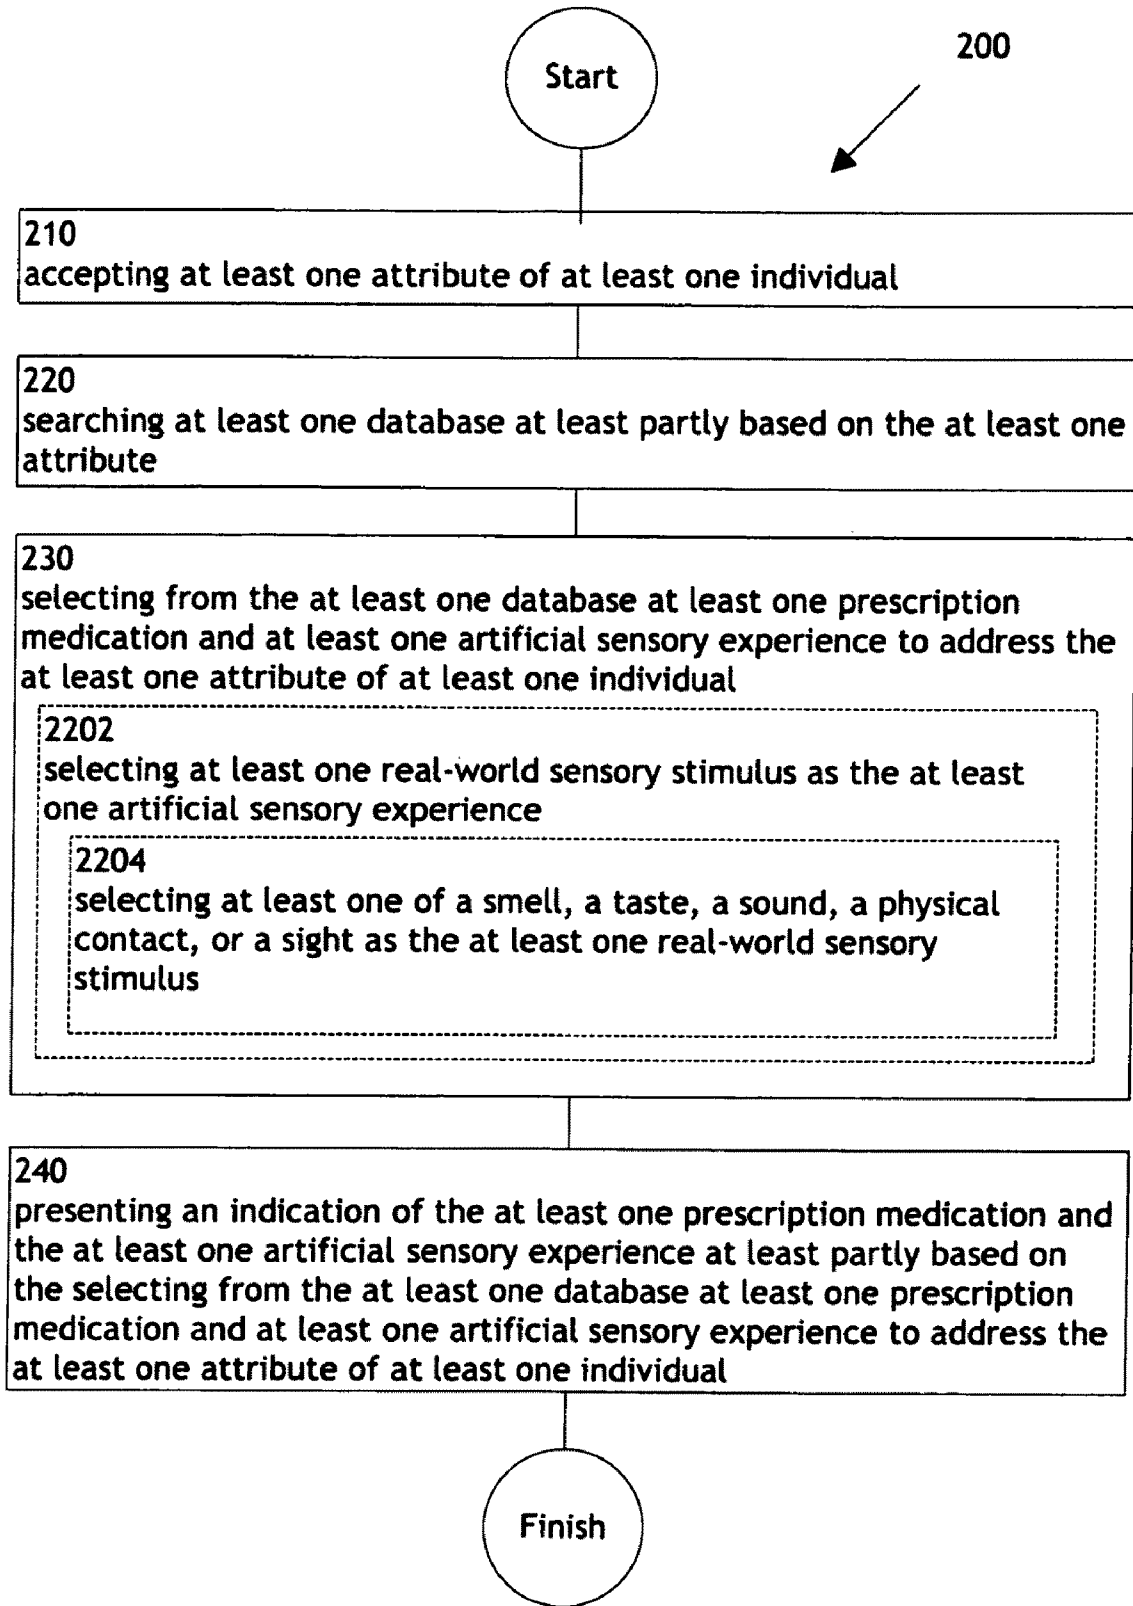 Start
200
210
accepting at least one attribute of at least one individual
220
searching at least one database at least partly based on the at least one
attribute
230
selecting from the at least one database at least one prescription
medication and at least one artificial sensory experience to address the
at least one attribute of at least one individual
2202
selecting at least one real-world sensory stimulus as the at least
one artificial sensory experience
2204
selecting at least one of a smell, a taste, a sound, a physical
contact, or a sight as the at least one real-world sensory
stimulus
240
presenting an indication of the at least one prescription medication and
the at least one artificial sensory experience at least partly based on
the selecting from the at least one database at least one prescription
medication and at least one artificial sensory experience to address the
at least one attribute of at least one individual
Finish